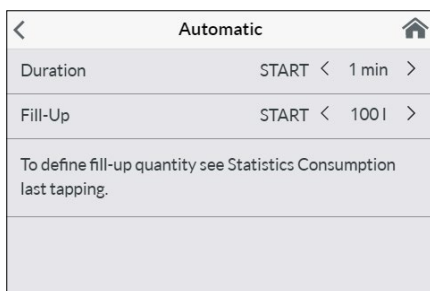 Automatic
Duration START < 1 min >
Fill-Up START < 100 l >
To define fill-up quantity see Statistics Consumption
last tapping.